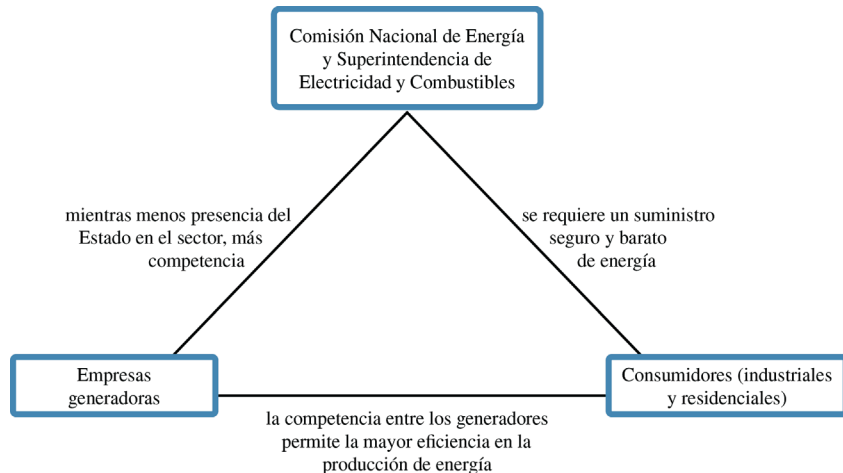 Comisión Nacional de Energía
y Superintendencia de
Electricidad y Combustibles
mientras menos presencia del
Estado en el sector, más
competencia
se requiere un suministro
seguro y barato
de energía
Empresas
generadoras
Consumidores (industriales
y residenciales)
la competencia entre los generadores
permite la mayor eficiencia en la
producción de energía